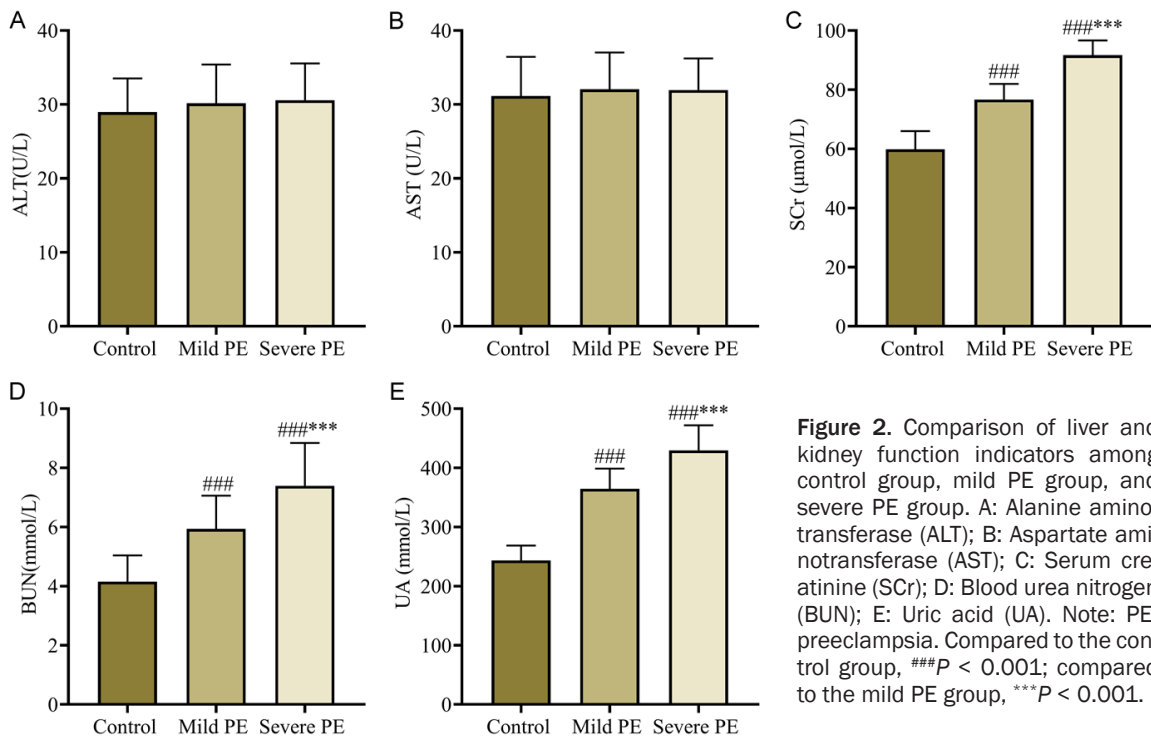 A
ALT(U/L)
40
30
20
10
0
Control Mild PE Severe PE
B
AST (U/L)
40
30
20
10
0
Control Mild PE Severe PE
C
SCr (μmol/L)
100
80
60
40
20
0
###
###***
Control Mild PE Severe PE
D
BUN(mmol/L)
10
8
6
4
2
0
###
###***
Control Mild PE Severe PE
E
UA (mmol/L)
500
400
300
200
100
0
###
###***
Control Mild PE Severe PE
Figure 2. Comparison of liver and
kidney function indicators among
control group, mild PE group, and
severe PE group. A: Alanine amino
transferase (ALT); B: Aspartate ami
notransferase (AST); C: Serum cre
atinine (SCr); D: Blood urea nitrogen
(BUN); E: Uric acid (UA). Note: PE
preeclampsia. Compared to the con
trol group, ###P < 0.001; compared
to the mild PE group, ***P < 0.001.